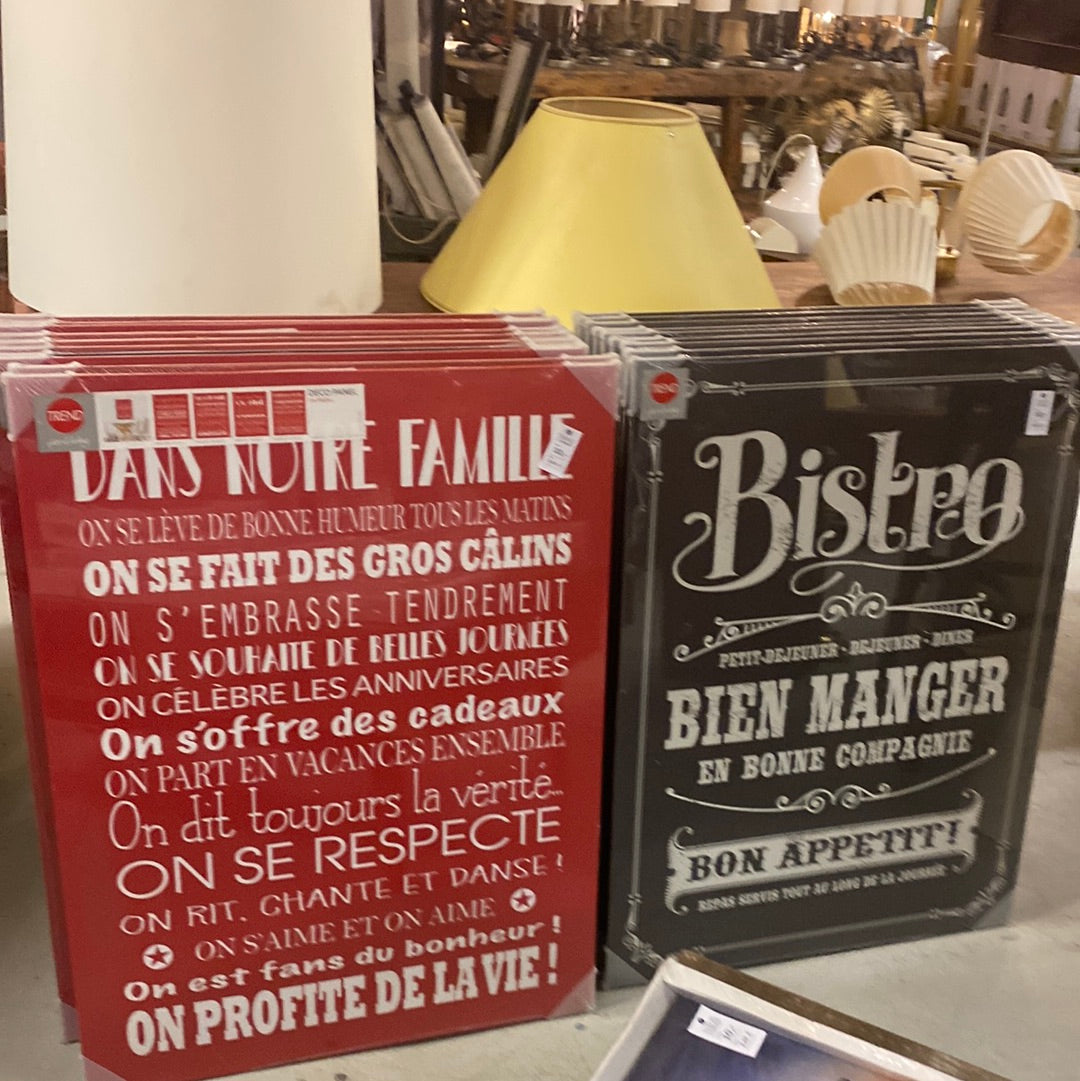 TREND
DECO PANEL
DANS NOTRE FAMILLE
ON SE LÈVE DE BONNE HUMEUR TOUS LES MATINS
ON SE FAIT DES GROS CÂLINS
ON S'EMBRASSE TENDREMENT
ON SE SOUHAITE DE BELLES JOURNÉES
ON CÉLÈBRE LES ANNIVERSAIRES
On s'offre des cadeaux
ON PART EN VACANCES ENSEMBLE
On dit toujours la vérité...
ON SE RESPECTE
ON RIT, CHANTE ET DANSE !
ON S'AIME ET ON AIME
On est fans du bonheur !
ON PROFITE DE LA VIE !
TREND
Bistro
PETIT-DEJEUNER - DEJEUNER - DINER
BIEN MANGER
EN BONNE COMPAGNIE
BON APPETIT !
REPAS SERVIS TOUT AU LONG DE LA JOURNEE